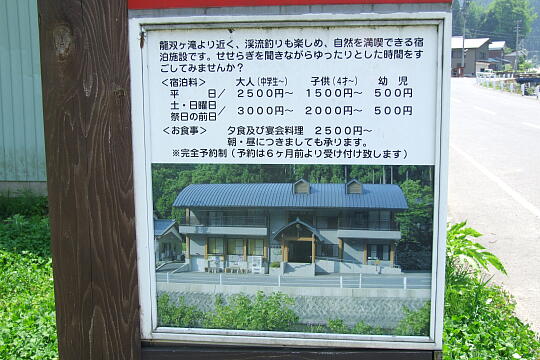 龍双ヶ滝より近く、渓流釣りも楽しめ、自然を満喫できる宿
泊施設です。せせらぎを聞きながらゆったりとした時間をす
ごしてみませんか？
<宿泊料> 大人(中学生〜) 子供(4才〜) 幼児
平日/ 2500円〜 1500円〜 500円
土・日曜日
祭日の前日/ 3000円〜 2000円〜 500円
<お食事> 夕食及び宴会料理 2500円〜
朝・昼につきましても承ります。
※完全予約制(予約は6ヶ月前より受け付け致します)